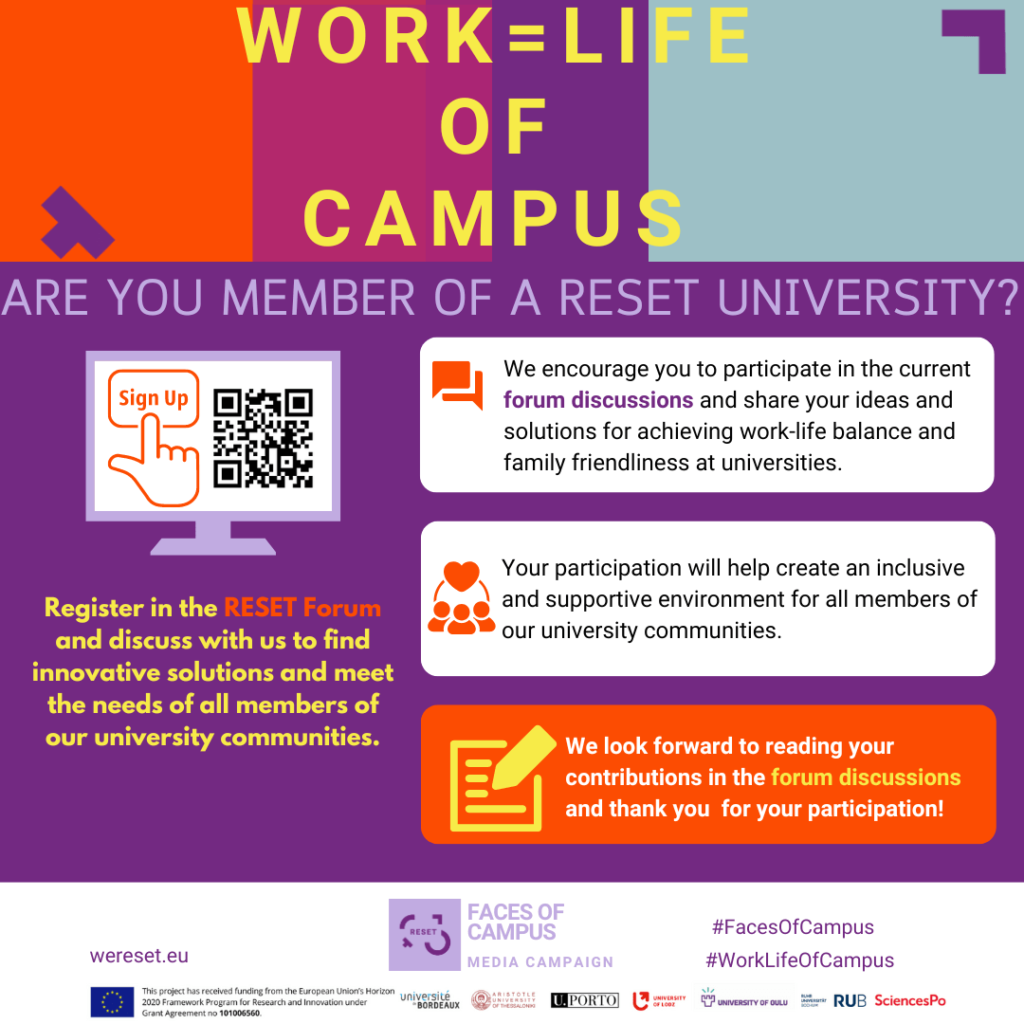 WORK=LIFE
OF
CAMPUS
ARE YOU MEMBER OF A RESET UNIVERSITY?
Sign Up
Register in the RESET Forum
and discuss with us to find
innovative solutions and meet
the needs of all members of
our university communities.
We encourage you to participate in the current
forum discussions and share your ideas and
solutions for achieving work-life balance and
family friendliness at universities.
Your participation will help create an inclusive
and supportive environment for all members of
our university communities.
We look forward to reading your
contributions in the forum discussions
and thank you for your participation!
wereset.eu
RESET
FACES OF
CAMPUS
MEDIA CAMPAIGN
#FacesOfCampus
#WorkLifeOfCampus
This project has received funding from the European Union's Horizon
2020 Framework Program for Research and Innovation under
Grant Agreement no 101006560.
université
de BORDEAUX
ARISTOTLE
UNIVERSITY
OF THESSALONIKI
U.PORTO
UNIVERSITY
OF LODZ
UNIVERSITY OF OULU
RUHR
UNIVERSITÄT
BOCHUM
RUB
SciencesPo